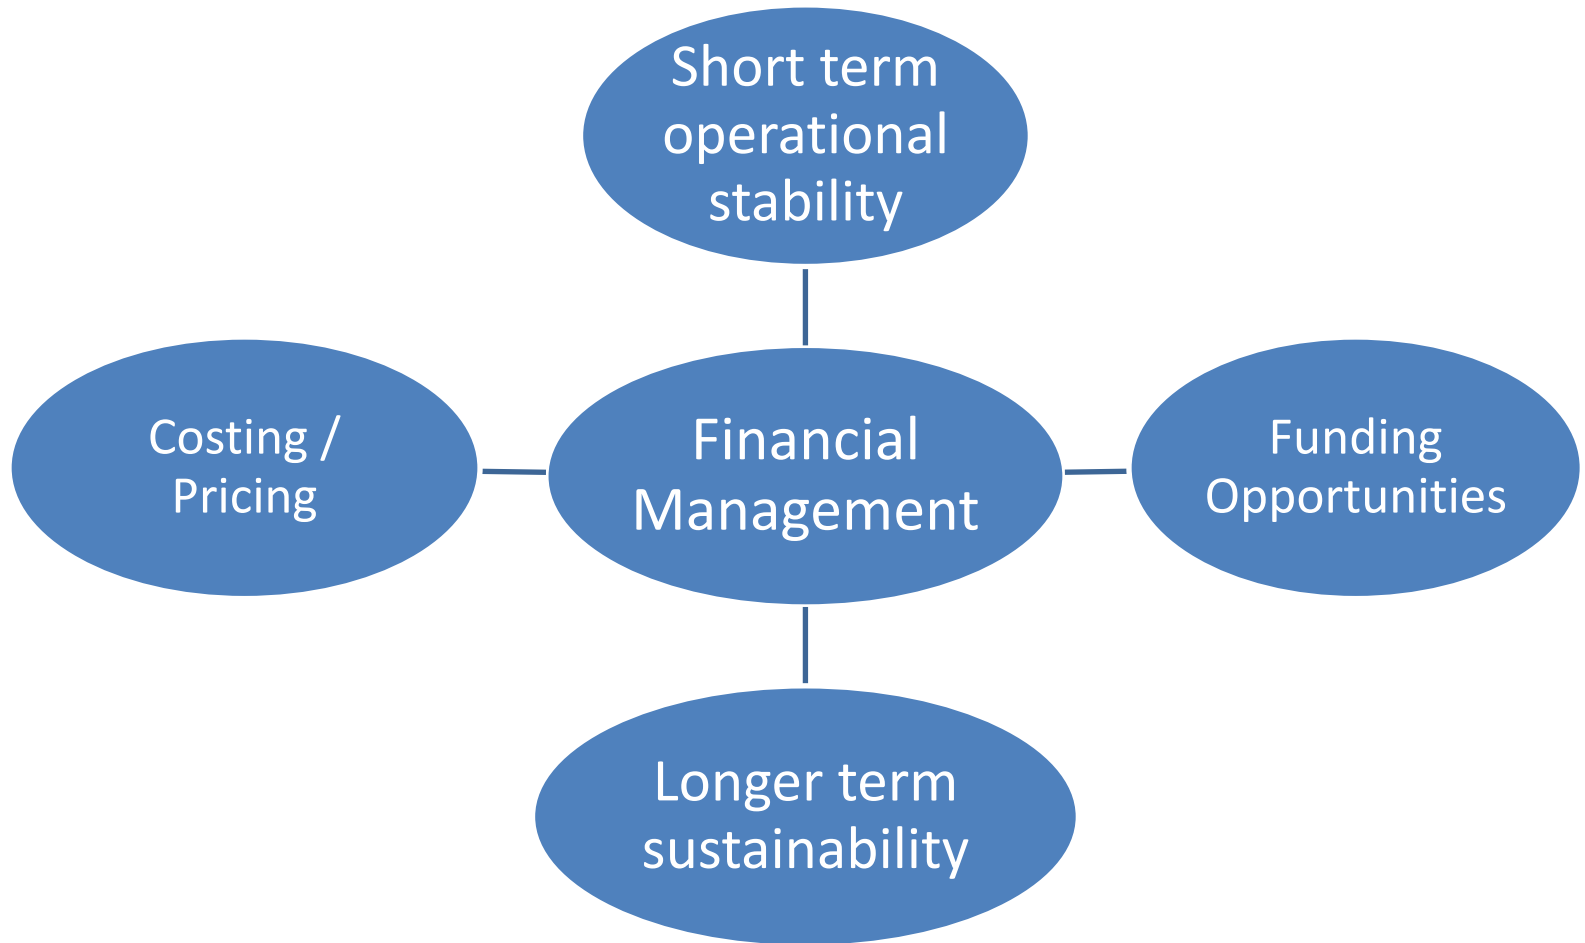 Short term
operational
stability
Costing /
Pricing
Financial
Management
Funding
Opportunities
Longer term
sustainability